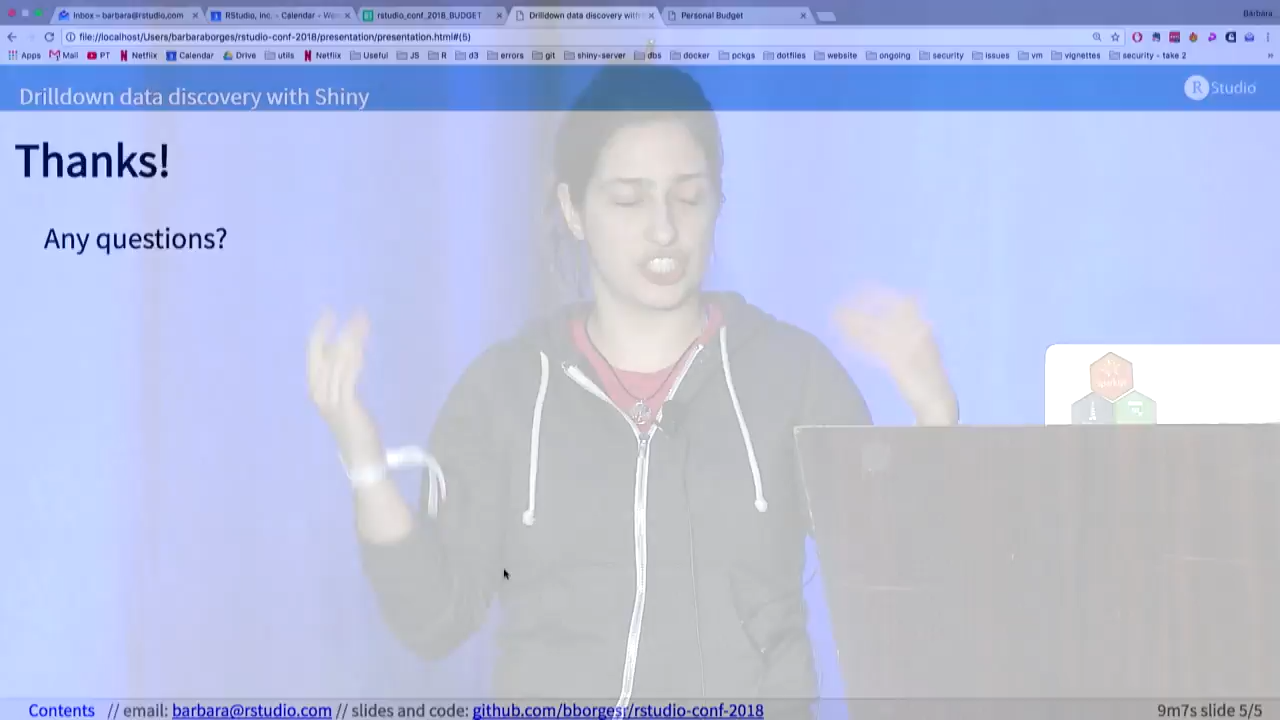 Inbox – barbara@rstudio.com
RStudio, Inc. - Calendar - We
rstudio_conf_2018_BUDGET
Drilldown data discovery with
Personal Budget
Bárbara
file://localhost/Users/barbaraborges/rstudio-conf-2018/presentation/presentation.html#(5)
Apps Mail PT Netflix Calendar Drive utils Netflix Useful JS R d3 errors git shiny-server dbs docker pckgs dotfiles website ongoing security issues vm vignettes security - take 2 »
Drilldown data discovery with Shiny
R Studio
Thanks!
Any questions?
Contents // email: barbara@rstudio.com // slides and code: github.com/bborgesr/rstudio-conf-2018
9m7s slide 5/5